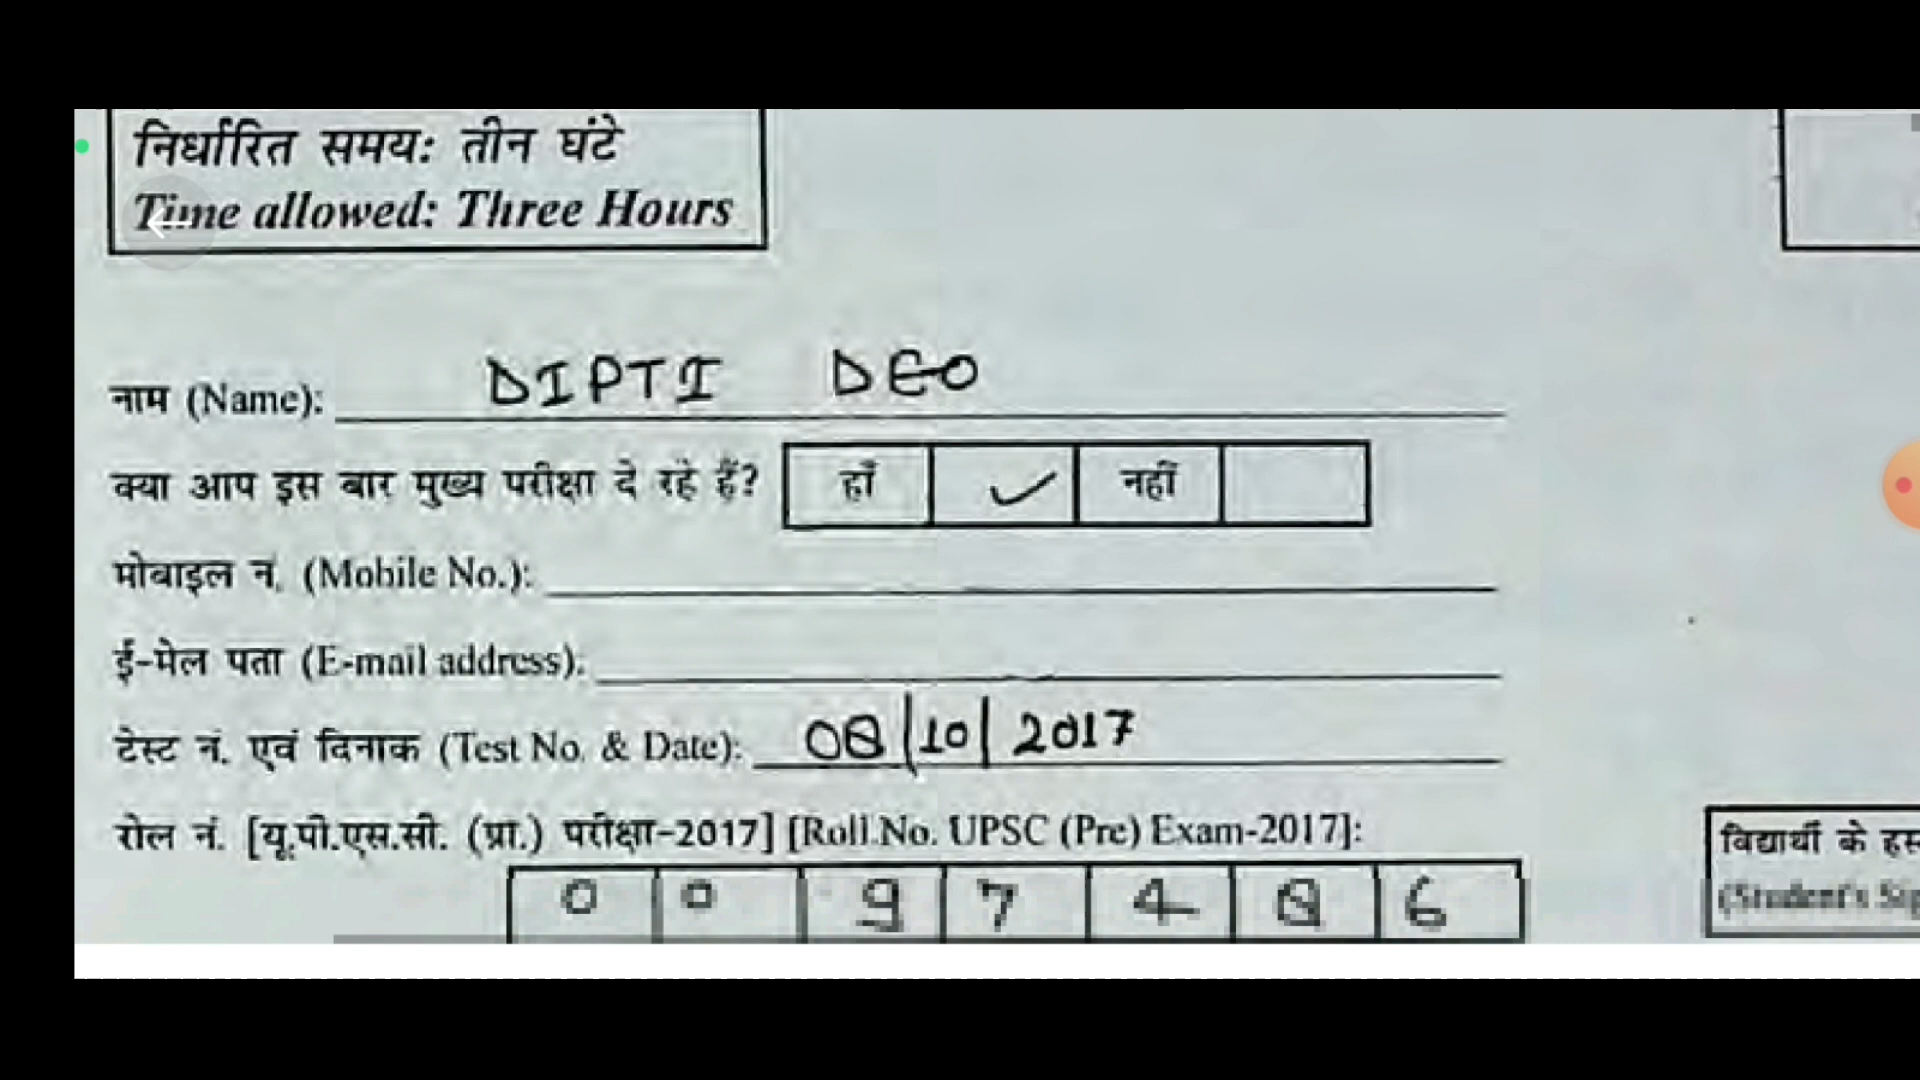 निर्धारित समय: तीन घंटे
Time allowed: Three Hours
नाम (Name): DIPTI DEO
क्या आप इस बार मुख्य परीक्षा दे रहे हैं? हाँ ✓ नहीं
मोबाइल नं. (Mobile No.):
ई-मेल पता (E-mail address):
टेस्ट नं. एवं दिनांक (Test No. & Date): 08|10|2017
रोल नं. [यू.पी.एस.सी. (प्रा.) परीक्षा-2017] [Roll.No. UPSC (Pre) Exam-2017]:
0 0 9 7 4 8 6
विद्यार्थी के
(Student's